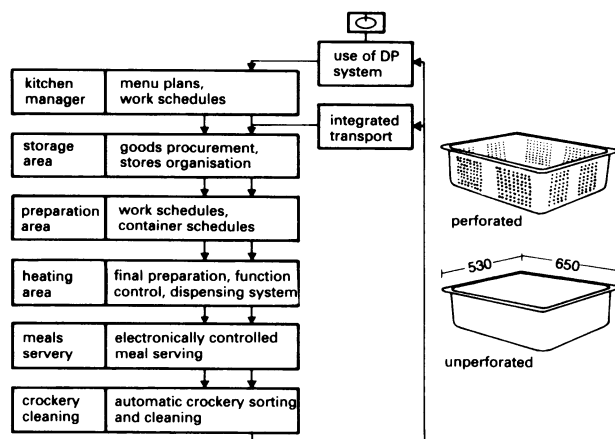 use of DP
system
kitchen
manager
menu plans,
work schedules
integrated
transport
storage
area
goods procurement,
stores organisation
preparation
area
work schedules,
container schedules
perforated
heating
area
final preparation, function
control, dispensing system
530
650
meals
servery
electronically controlled
meal serving
unperforated
crockery
cleaning
automatic crockery sorting
and cleaning